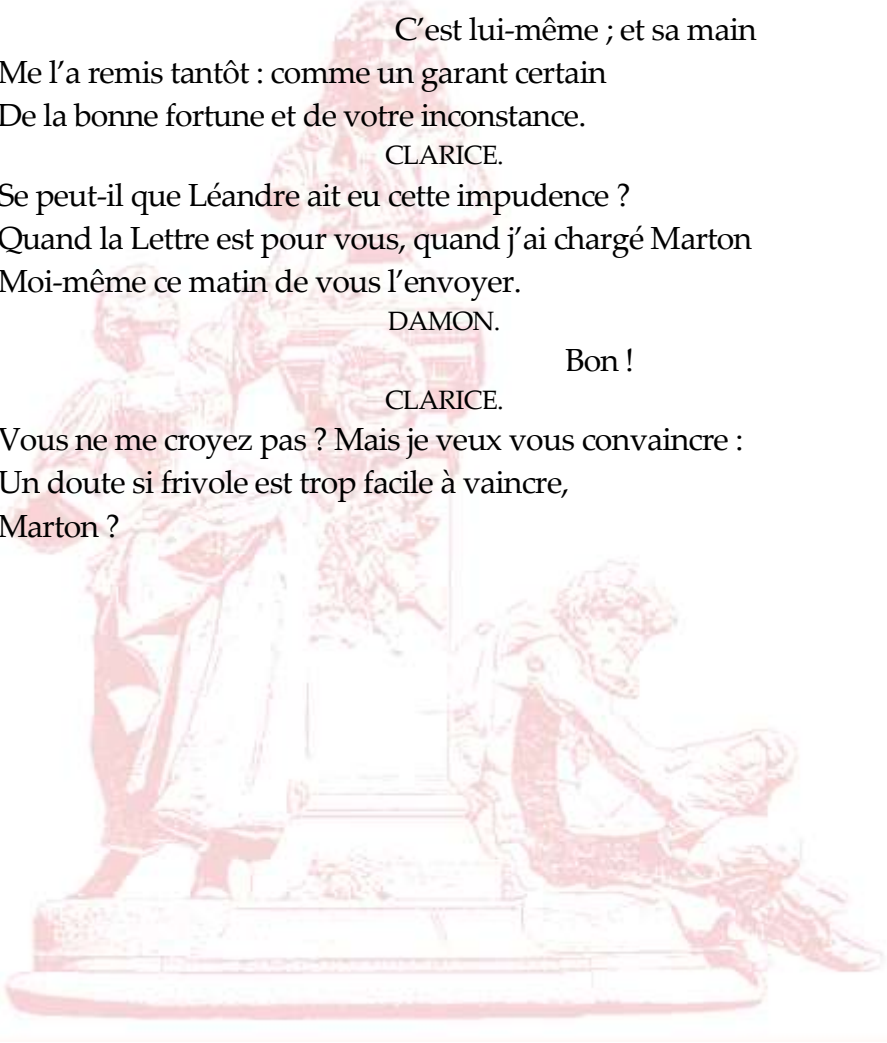 C’est lui-même ; et sa main
Me l'a remis tantôt : comme un garant certain
De la bonne fortune et de votre inconstance.
CLARICE.
Se peut-il que Léandre ait eu cette impudence ?
Quand la Lettre est pour vous, quand j'ai chargé Marton
Moi-même ce matin de vous l'envoyer.
DAMON.
Bon !
CLARICE.
Vous ne me croyez pas ? Mais je veux vous convaincre :
Un doute si frivole est trop facile à vaincre,
Marton ?